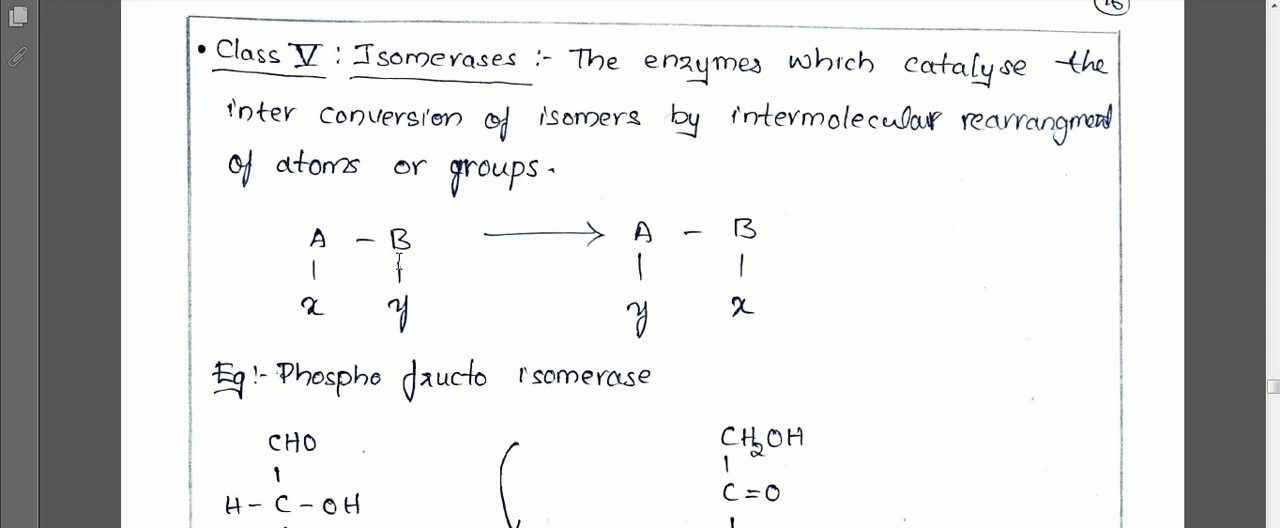 16
• Class V : Isomerases :- The enzymes which catalyse the
inter conversion of isomers by intermolecular rearrangment
of atoms or groups.
A - B ⟶ A - B
| | | |
x y y x
Eg:- Phospho fructo isomerase
CHO CH₂OH
| |
H - C - OH C = O